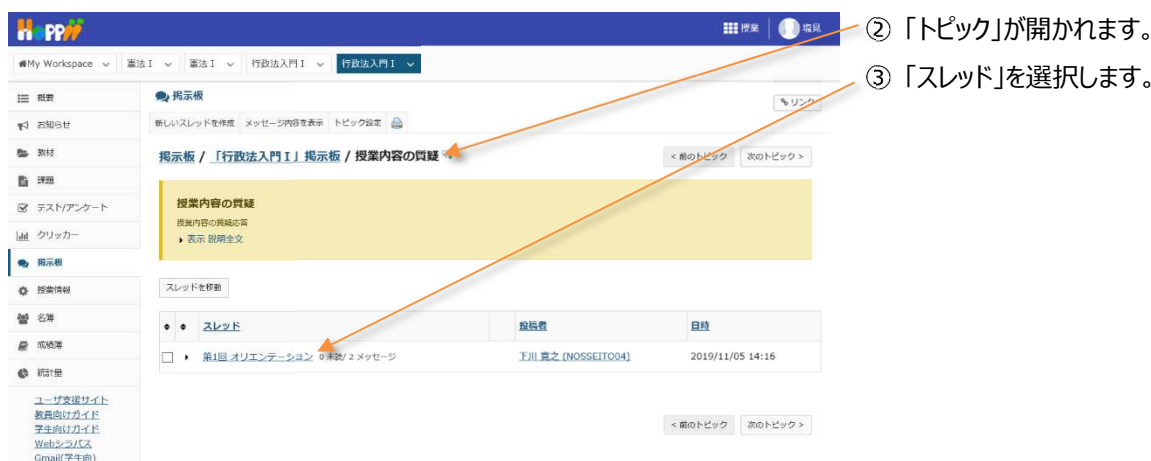 HoPPii
授業
塩見
② 「トピック」が開かれます。
③ 「スレッド」を選択します。
My Workspace
憲法 I
憲法 I
行政法入門 I
行政法入門 I
概要
お知らせ
教材
課題
テスト/アンケート
クリッカー
掲示板
授業情報
名簿
成績簿
統計量
ユーザ支援サイト
教員向けガイド
学生向けガイド
Webシラバス
Gmail(学生向)
掲示板
リンク
新しいスレッドを作成 メッセージ内容を表示 トピック設定
掲示板 / 「行政法入門 I」掲示板 / 授業内容の質疑
< 前のトピック 次のトピック >
授業内容の質疑
授業内容の質疑応答
表示 説明全文
スレッドを移動
スレッド 投稿者 日時
第1回 オリエンテーション 0 未読/ 2 メッセージ 下川 寛之 (NOSSEITO04) 2019/11/05 14:16
< 前のトピック 次のトピック >